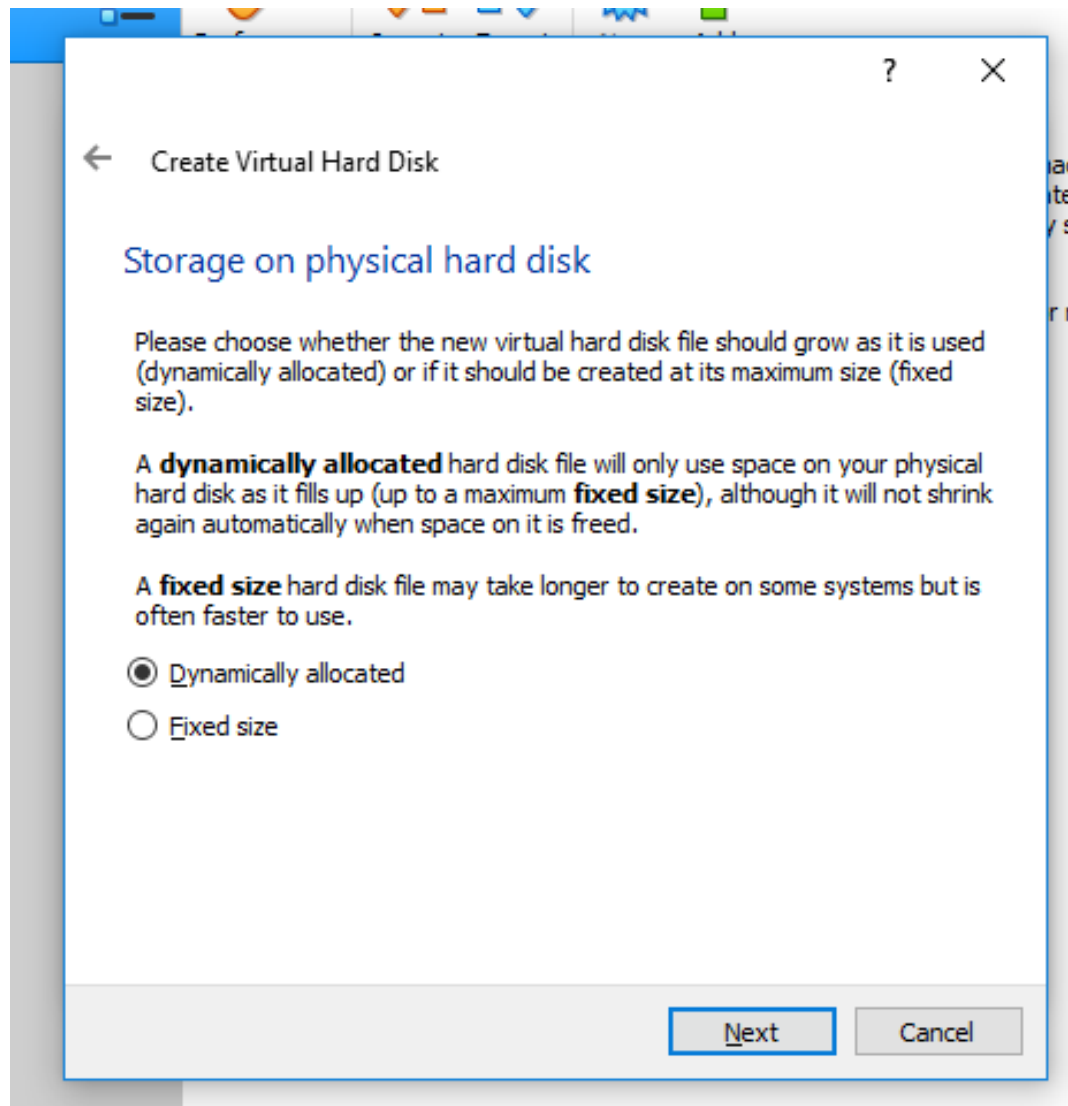 ?
Create Virtual Hard Disk
Storage on physical hard disk
Please choose whether the new virtual hard disk file should grow as it is used
(dynamically allocated) or if it should be created at its maximum size (fixed
size).
A dynamically allocated hard disk file will only use space on your physical
hard disk as it fills up (up to a maximum fixed size), although it will not shrink
again automatically when space on it is freed.
A fixed size hard disk file may take longer to create on some systems but is
often faster to use.
Dynamically allocated
Fixed size
Next
Cancel